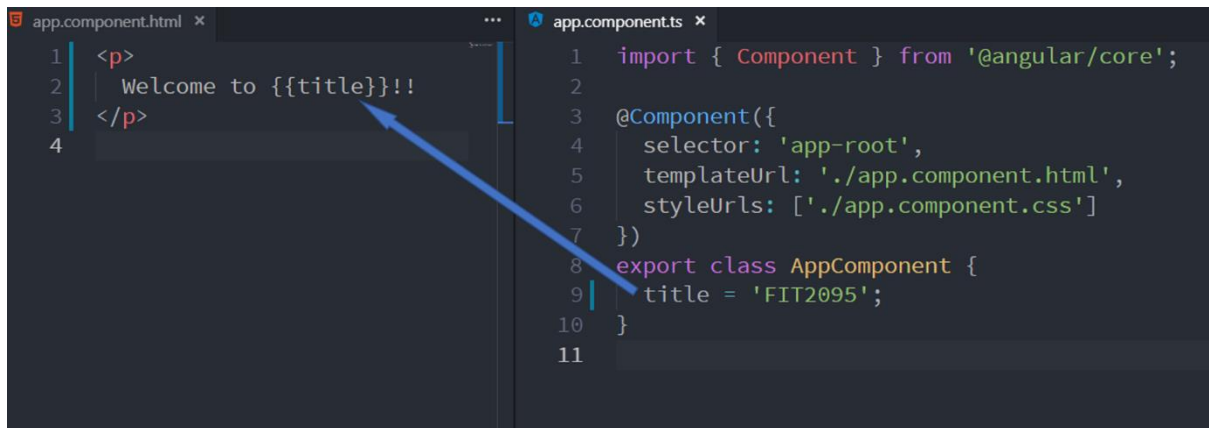 app.component.html ×
1 <p>
2 Welcome to {{title}}!!
3 </p>
4
app.component.ts ×
1 import { Component } from '@angular/core';
2
3 @Component({
4 selector: 'app-root',
5 templateUrl: './app.component.html',
6 styleUrls: ['./app.component.css']
7 })
8 export class AppComponent {
9 title = 'FIT2095';
10 }
11